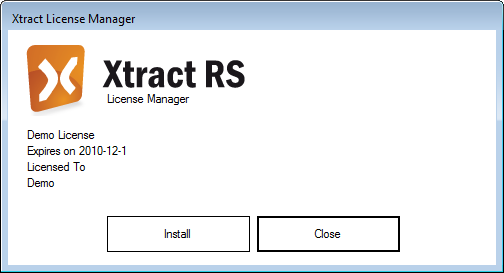 Xtract License Manager
Xtract RS
License Manager
Demo License
Expires on 2010-12-1
Licensed To
Demo
Install
Close